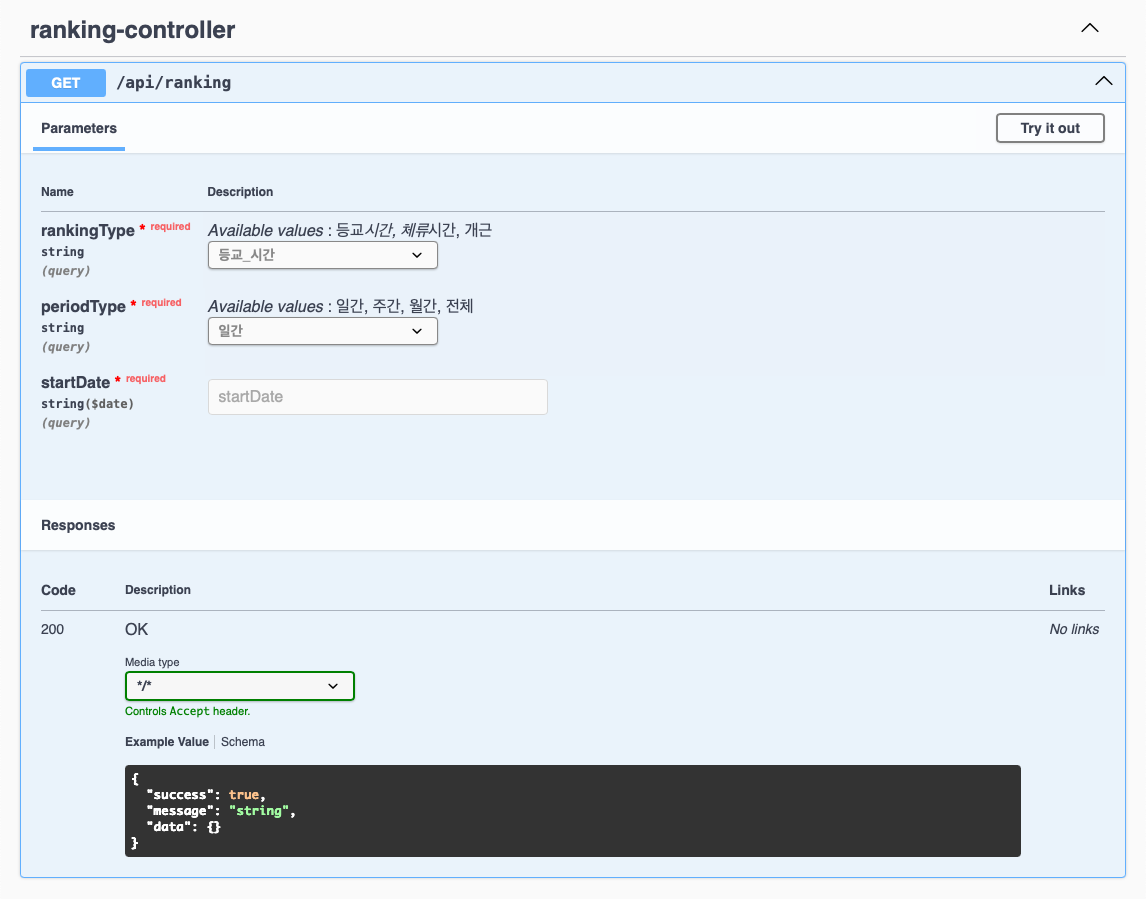 ranking-controller
GET /api/ranking
Parameters
Try it out
Name Description
rankingType * required
string
(query)
Available values : 등교시간, 체류시간, 개근
등교_시간
periodType * required
string
(query)
Available values : 일간, 주간, 월간, 전체
일간
startDate * required
string($date)
(query)
startDate
Responses
Code Description Links
200 OK No links
Media type
*/*
Controls Accept header.
Example Value Schema
{
"success": true,
"message": "string",
"data": {}
}